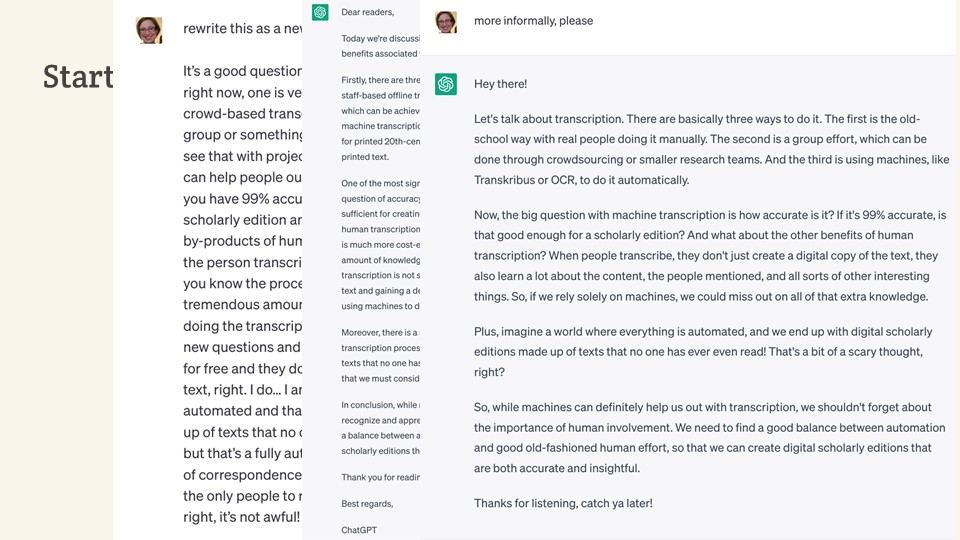 Start
rewrite this as a new
It's a good question
right now, one is ve
crowd-based trans
group or something
see that with projec
can help people ou
you have 99% accu
scholarly edition an
by-products of hum
the person transcri
you know the proce
tremendous amour
doing the transcrip
new questions and
for free and they do
text, right. I do... I ar
automated and tha
up of texts that no o
but that's a fully aut
of correspondence
the only people to r
right, it's not awful!
Dear readers,
Today we're discussi
benefits associated
Firstly, there are thre
staff-based offline tr
which can be achiev
machine transcriptic
for printed 20th-cen
printed text.
One of the most sigr
question of accuracy
sufficient for creatin
human transcription
is much more cost-e
amount of knowledg
transcription is not s
text and gaining a de
using machines to d
Moreover, there is a
transcription proces
texts that no one has
that we must consid
In conclusion, while
recognize and appre
a balance between a
scholarly editions th
Thank you for readin
Best regards,
ChatGPT
more informally, please
Hey there!
Let's talk about transcription. There are basically three ways to do it. The first is the old-
school way with real people doing it manually. The second is a group effort, which can be
done through crowdsourcing or smaller research teams. And the third is using machines, like
Transkribus or OCR, to do it automatically.
Now, the big question with machine transcription is how accurate is it? If it's 99% accurate, is
that good enough for a scholarly edition? And what about the other benefits of human
transcription? When people transcribe, they don't just create a digital copy of the text, they
also learn a lot about the content, the people mentioned, and all sorts of other interesting
things. So, if we rely solely on machines, we could miss out on all of that extra knowledge.
Plus, imagine a world where everything is automated, and we end up with digital scholarly
editions made up of texts that no one has ever even read! That's a bit of a scary thought,
right?
So, while machines can definitely help us out with transcription, we shouldn't forget about
the importance of human involvement. We need to find a good balance between automation
and good old-fashioned human effort, so that we can create digital scholarly editions that
are both accurate and insightful.
Thanks for listening, catch ya later!